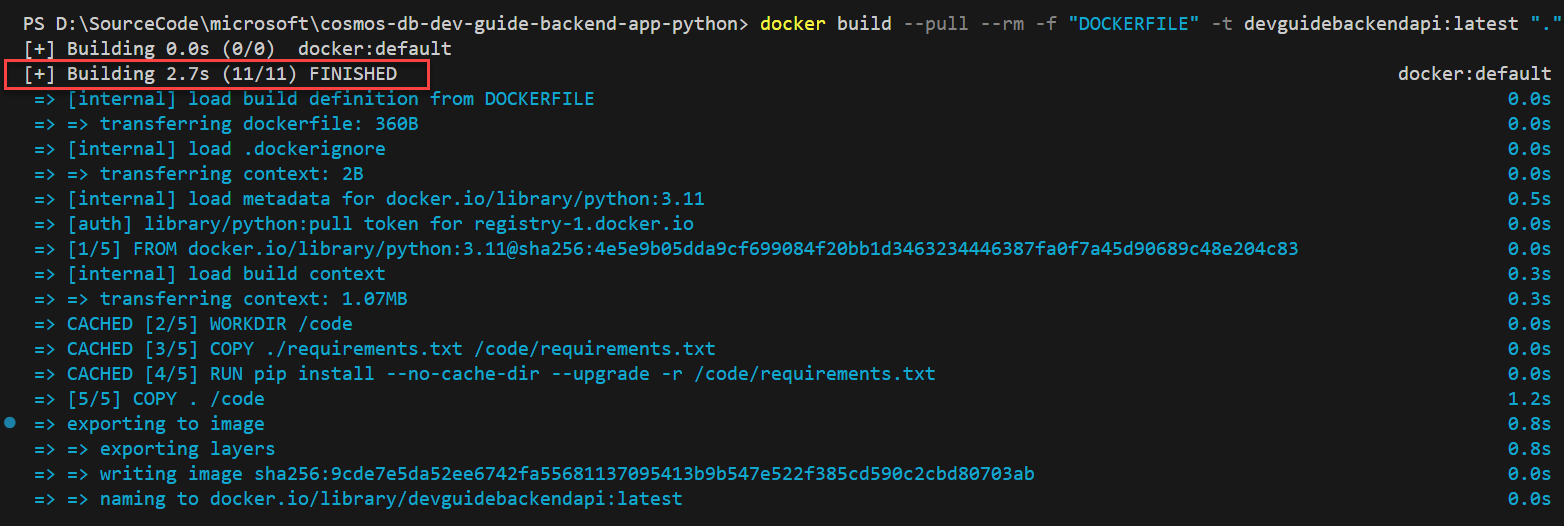 PS D:\SourceCode\microsoft\cosmos-db-dev-guide-backend-app-python> docker build --pull --rm -f "DOCKERFILE" -t devguidebackendapi:latest "."
[+] Building 0.0s (0/0)  docker:default
[+] Building 2.7s (11/11) FINISHED docker:default
=> [internal] load build definition from DOCKERFILE 0.0s
=> => transferring dockerfile: 360B 0.0s
=> [internal] load .dockerignore 0.0s
=> => transferring context: 2B 0.0s
=> [internal] load metadata for docker.io/library/python:3.11 0.5s
=> [auth] library/python:pull token for registry-1.docker.io 0.0s
=> [1/5] FROM docker.io/library/python:3.11@sha256:4e5e9b05dda9cf699084f20bb1d3463234446387fa0f7a45d90689c48e204c83 0.0s
=> [internal] load build context 0.3s
=> => transferring context: 1.07MB 0.3s
=> CACHED [2/5] WORKDIR /code 0.0s
=> CACHED [3/5] COPY ./requirements.txt /code/requirements.txt 0.0s
=> CACHED [4/5] RUN pip install --no-cache-dir --upgrade -r /code/requirements.txt 0.0s
=> [5/5] COPY . /code 1.2s
=> exporting to image 0.8s
=> => exporting layers 0.8s
=> => writing image sha256:9cde7e5da52ee6742fa55681137095413b9b547e522f385cd590c2cbd80703ab 0.0s
=> => naming to docker.io/library/devguidebackendapi:latest 0.0s